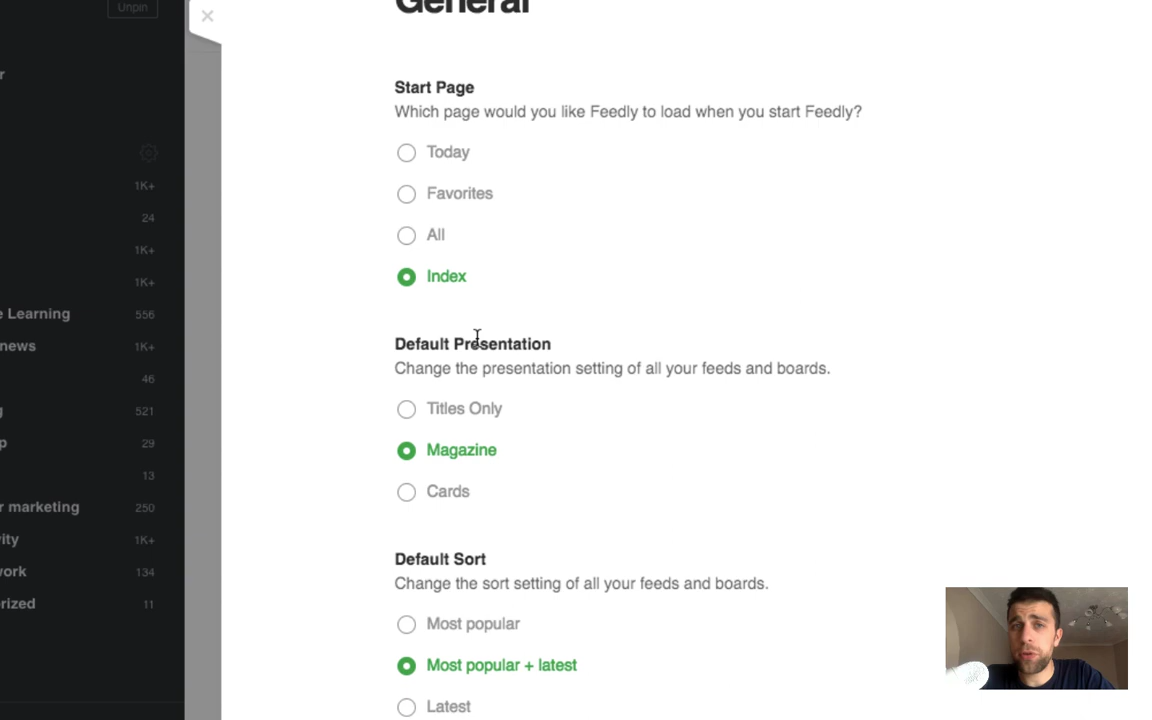 Unpin
General
r
Start Page
Which page would you like Feedly to load when you start Feedly?
Today
Favorites
All
Index
1K+
24
1K+
1K+
e Learning 556
news 1K+
46
g 521
p 29
13
r marketing 250
ity 1K+
vork 134
rized 11
Default Presentation
Change the presentation setting of all your feeds and boards.
Titles Only
Magazine
Cards
Default Sort
Change the sort setting of all your feeds and boards.
Most popular
Most popular + latest
Latest